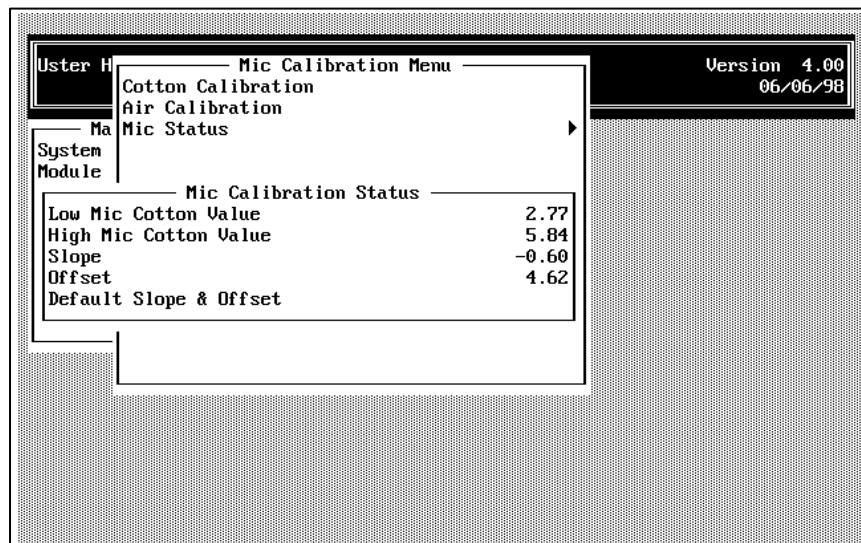 Uster H
Version 4.00
06/06/98
Mic Calibration Menu
Cotton Calibration
Air Calibration
Mic Status
Ma
System
Module
Mic Calibration Status
Low Mic Cotton Value 2.77
High Mic Cotton Value 5.84
Slope -0.60
Offset 4.62
Default Slope & Offset